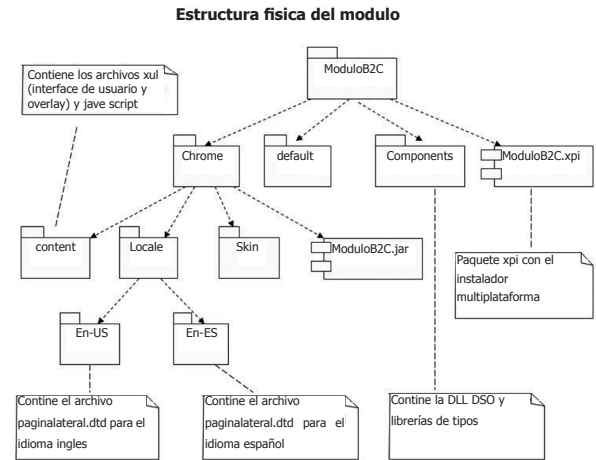 Estructura fisica del modulo
ModuloB2C
Contiene los archivos xul
(interface de usuario y
overlay) y jave script
Chrome
default
Components
ModuloB2C.xpi
content
Locale
Skin
ModuloB2C.jar
Paquete xpi con el
instalador
multiplataforma
En-US
En-ES
Contine el archivo
paginalateral.dtd para el
idioma ingles
Contine el archivo
paginalateral.dtd para el
idioma español
Contine la DLL DSO y
librerías de tipos